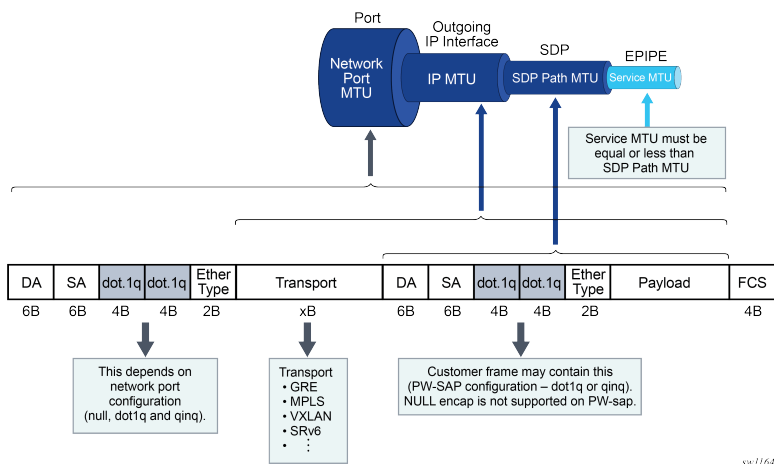 Port
Outgoing
IP Interface
SDP
EPIPE
Network
Port
MTU
IP MTU
SDP Path MTU
Service MTU
Service MTU must be
equal or less than
SDP Path MTU
DA
SA
dot.1q
dot.1q
Ether
Type
Transport
DA
SA
dot.1q
dot.1q
Ether
Type
Payload
FCS
6B
6B
4B
4B
2B
xB
6B
6B
4B
4B
2B
4B
This depends on
network port
configuration
(null, dot1q and qinq).
Transport
• GRE
• MPLS
• VXLAN
• SRv6
• ⋮
Customer frame may contain this
(PW-SAP configuration – dot1q or qinq).
NULL encap is not supported on PW-sap.